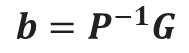 b = P⁻¹G